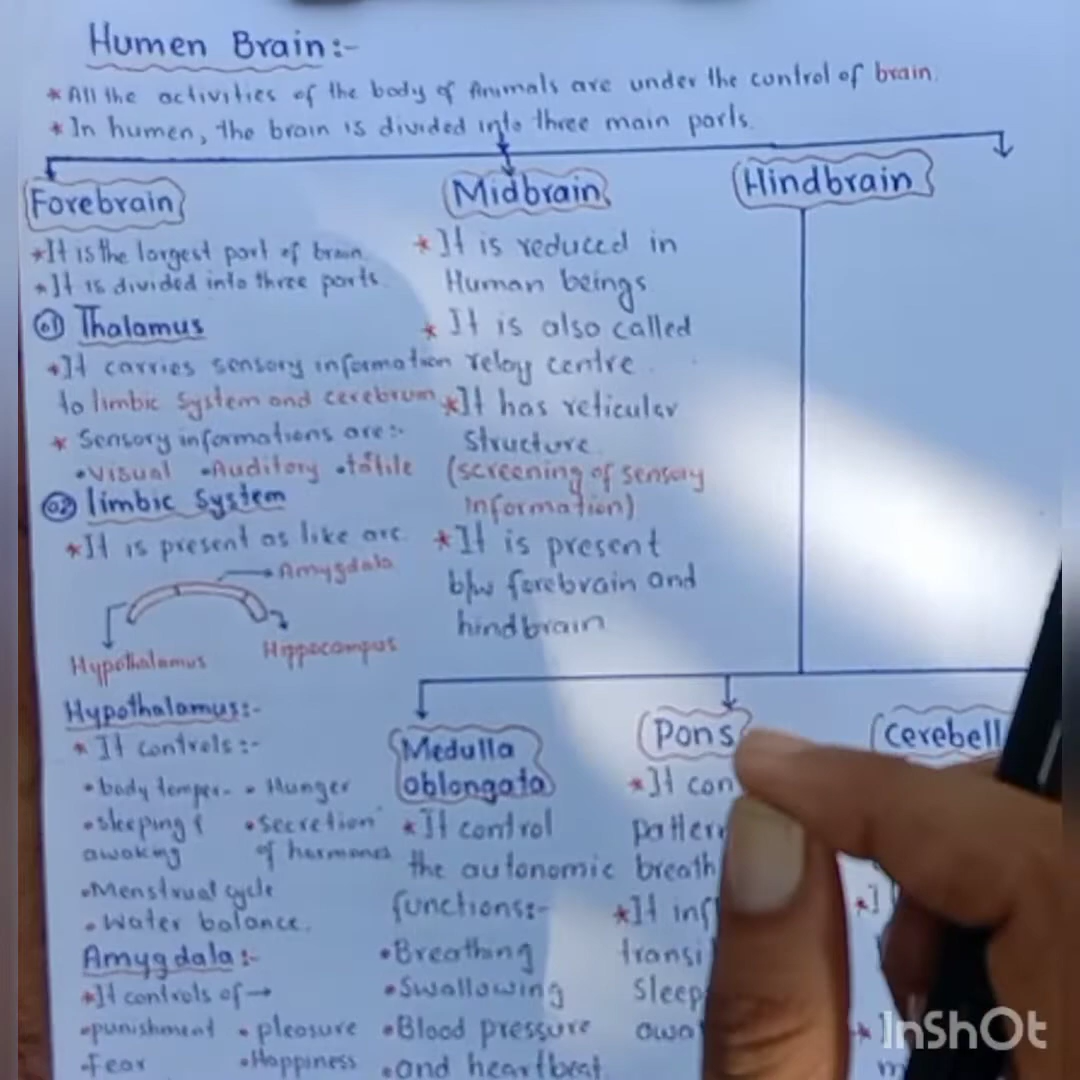 Humen Brain:-
* All the activities of the body of Animals are under the control of brain.
* In humen, the brain is divided into three main parts.
Forebrain
* It is the largest part of brain.
* It is divided into three parts.
01 Thalamus
* It carries sensory information
to limbic system and cerebrum
* Sensory informations are:-
• Visual • Auditory • tatile
02 limbic System
* It is present as like arc
Amygdala
Hypothalamus
Hippocampus
Hypothalamus:-
* It controls:-
• body temper- • Hunger
• sleeping & • secretion
awaking of hormones
• Menstrual cycle
• Water balance.
Amygdala:-
* It controls of →
• punishment • pleasure
• Fear • Happiness
Midbrain
* It is reduced in
Human beings
* It is also called
relay centre.
* It has reticular
structure.
(screening of sensory
information)
* It is present
b/w forebrain and
hindbrain
Hindbrain
Medulla
oblongata
* It control
the autonomic
functions:-
• Breathing
• Swallowing
• Blood pressure
• and heartbeat
Pons
* It con
patter
breath
* It inf
transi
sleep
awa
Cerebell
* I
*
m
InShOt